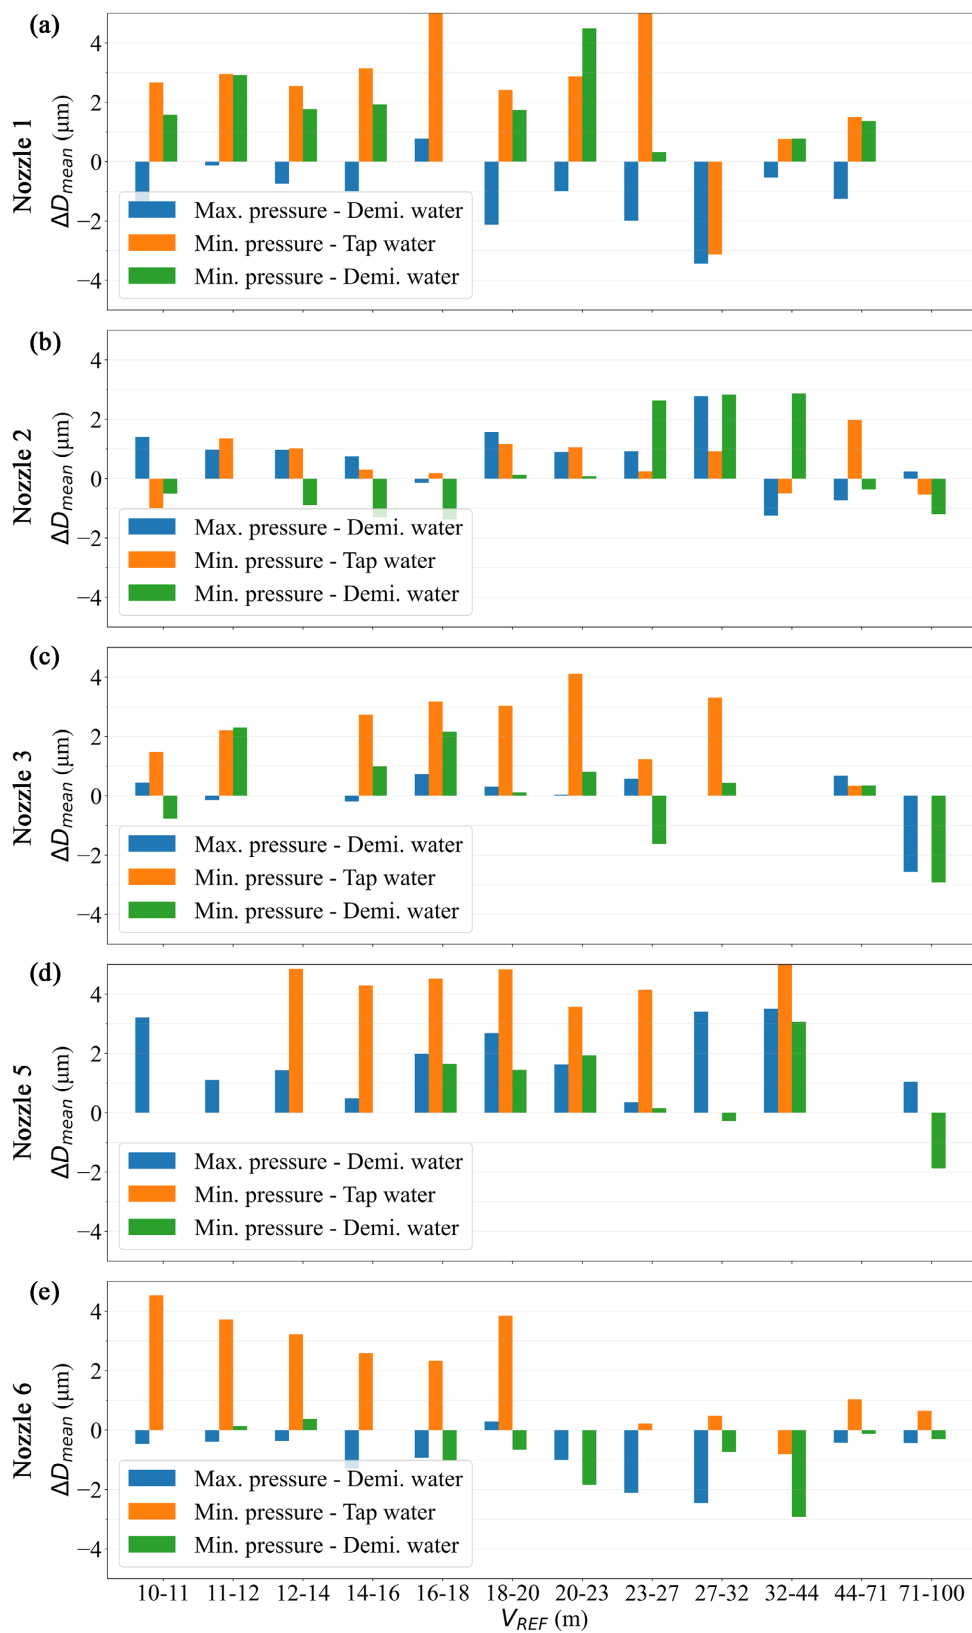 (a)
Nozzle 1
ΔD_mean (μm)
4
2
0
−2
−4
Max. pressure - Demi. water
Min. pressure - Tap water
Min. pressure - Demi. water
(b)
Nozzle 2
ΔD_mean (μm)
4
2
0
−2
−4
Max. pressure - Demi. water
Min. pressure - Tap water
Min. pressure - Demi. water
(c)
Nozzle 3
ΔD_mean (μm)
4
2
0
−2
−4
Max. pressure - Demi. water
Min. pressure - Tap water
Min. pressure - Demi. water
(d)
Nozzle 5
ΔD_mean (μm)
4
2
0
−2
−4
Max. pressure - Demi. water
Min. pressure - Tap water
Min. pressure - Demi. water
(e)
Nozzle 6
ΔD_mean (μm)
4
2
0
−2
−4
Max. pressure - Demi. water
Min. pressure - Tap water
Min. pressure - Demi. water
10-11 11-12 12-14 14-16 16-18 18-20 20-23 23-27 27-32 32-44 44-71 71-100
V_REF (m)